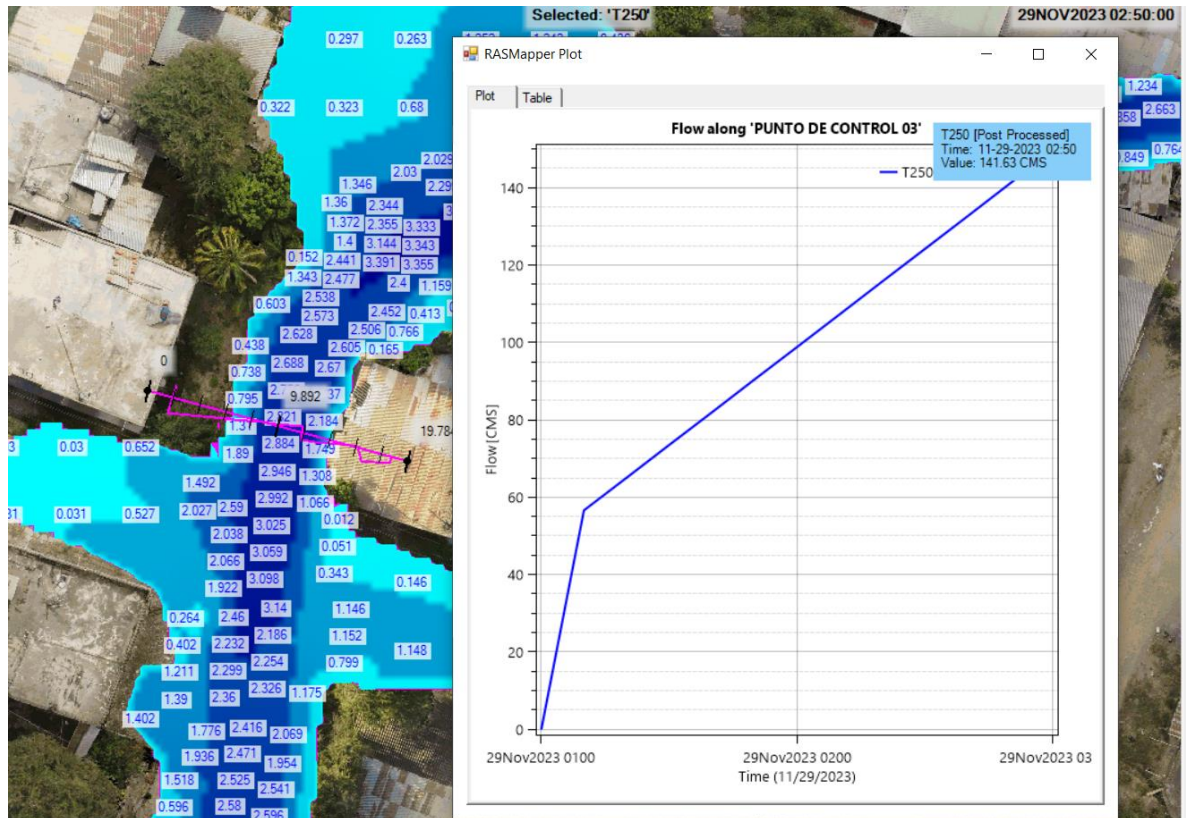 Selected: 'T250'
29NOV2023 02:50:00
RASMapper Plot
Plot
Table
Flow along 'PUNTO DE CONTROL 03'
T250 [Post Processed]
Time: 11-29-2023 02:50
Value: 141.63 CMS
T250
140
120
100
80
60
40
20
0
Flow [CMS]
29Nov2023 0100
29Nov2023 0200
29Nov2023 03
Time (11/29/2023)
0.297 0.263
0.322 0.323 0.68
2.029
2.03
1.346 2.29
1.36 2.344
1.372 2.355 3.333
1.4 3.144 3.343
0.152 2.441 3.391 3.355
1.343 2.477 2.4 1.159
2.538
0.603 2.573 2.452 0.413
2.628 2.506 0.766
0.438 2.605 0.165
0.738 2.688 2.67
0
0.795 9.892 37
2.184
19.784
0.03 0.652 1.89 2.884 1.749
2.946 1.308
1.492 2.992 1.066
0.031 0.527 2.027 2.59
3.025 0.012
2.038
3.059 0.051
2.066
3.098 0.343
1.922 0.146
3.14 1.146
0.264 2.46
2.186 1.152
0.402 2.232 1.148
2.254 0.799
1.211 2.299
2.326 1.175
1.39 2.36
1.402
1.776 2.416 2.069
1.936 2.471 1.954
1.518 2.525 2.541
0.596 2.58 2.596
1.234
358 2.663
0.849 0.764